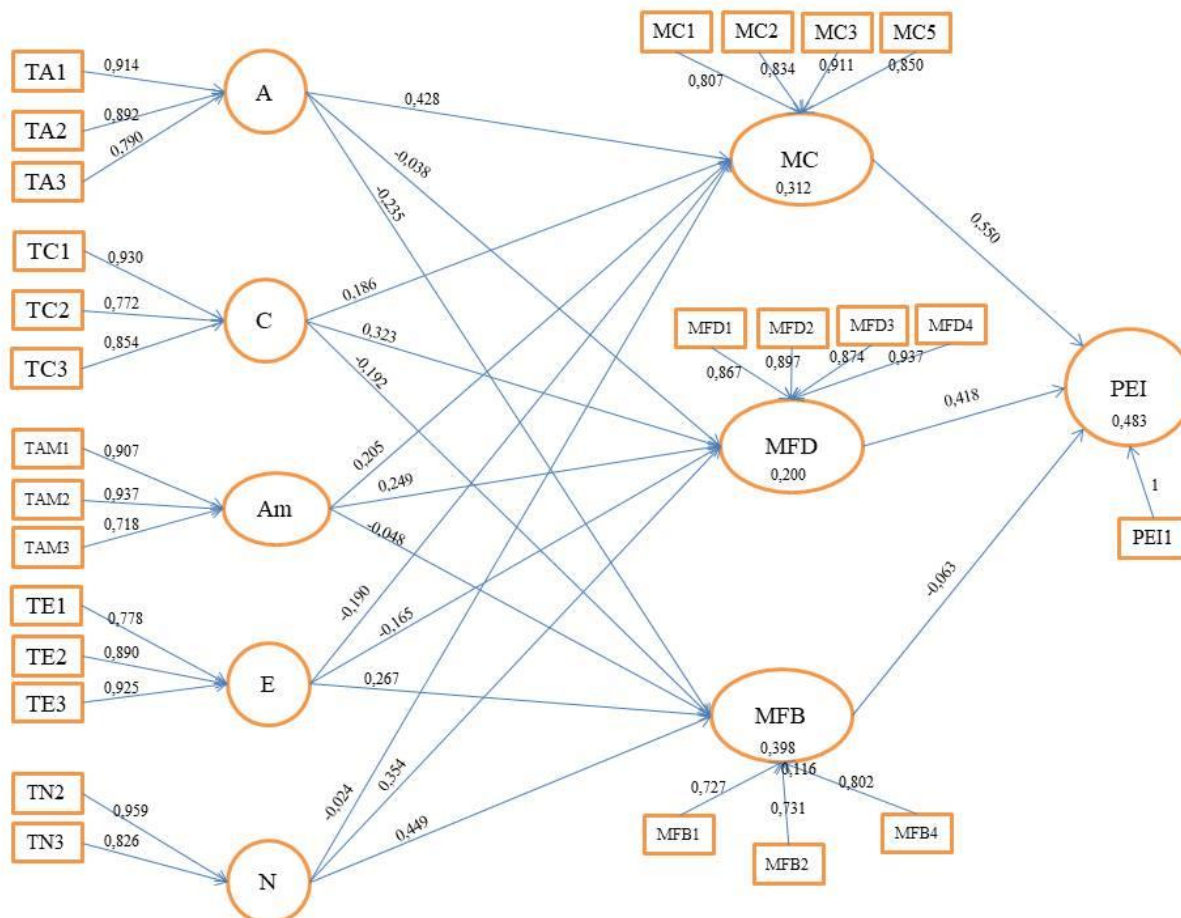 MC1
MC2
MC3
MC5
0,807
0,834
0,911
0,850
TA1
0,914
TA2
0,892
TA3
0,790
A
0,428
-0,038
-0,235
MC
0,312
0,550
TC1
0,930
TC2
0,772
TC3
0,854
C
0,186
0,323
-0,192
MFD1
MFD2
MFD3
MFD4
0,867
0,897
0,874
0,937
MFD
0,200
0,418
PEI
0,483
1
PEI1
TAM1
0,907
TAM2
0,937
TAM3
0,718
Am
0,205
0,249
-0,048
TE1
0,778
TE2
0,890
TE3
0,925
E
-0,190
-0,165
0,267
-0,063
MFB
0,398
0,116
0,727
0,731
0,802
MFB1
MFB2
MFB4
TN2
0,959
TN3
0,826
N
-0,024
0,354
0,449